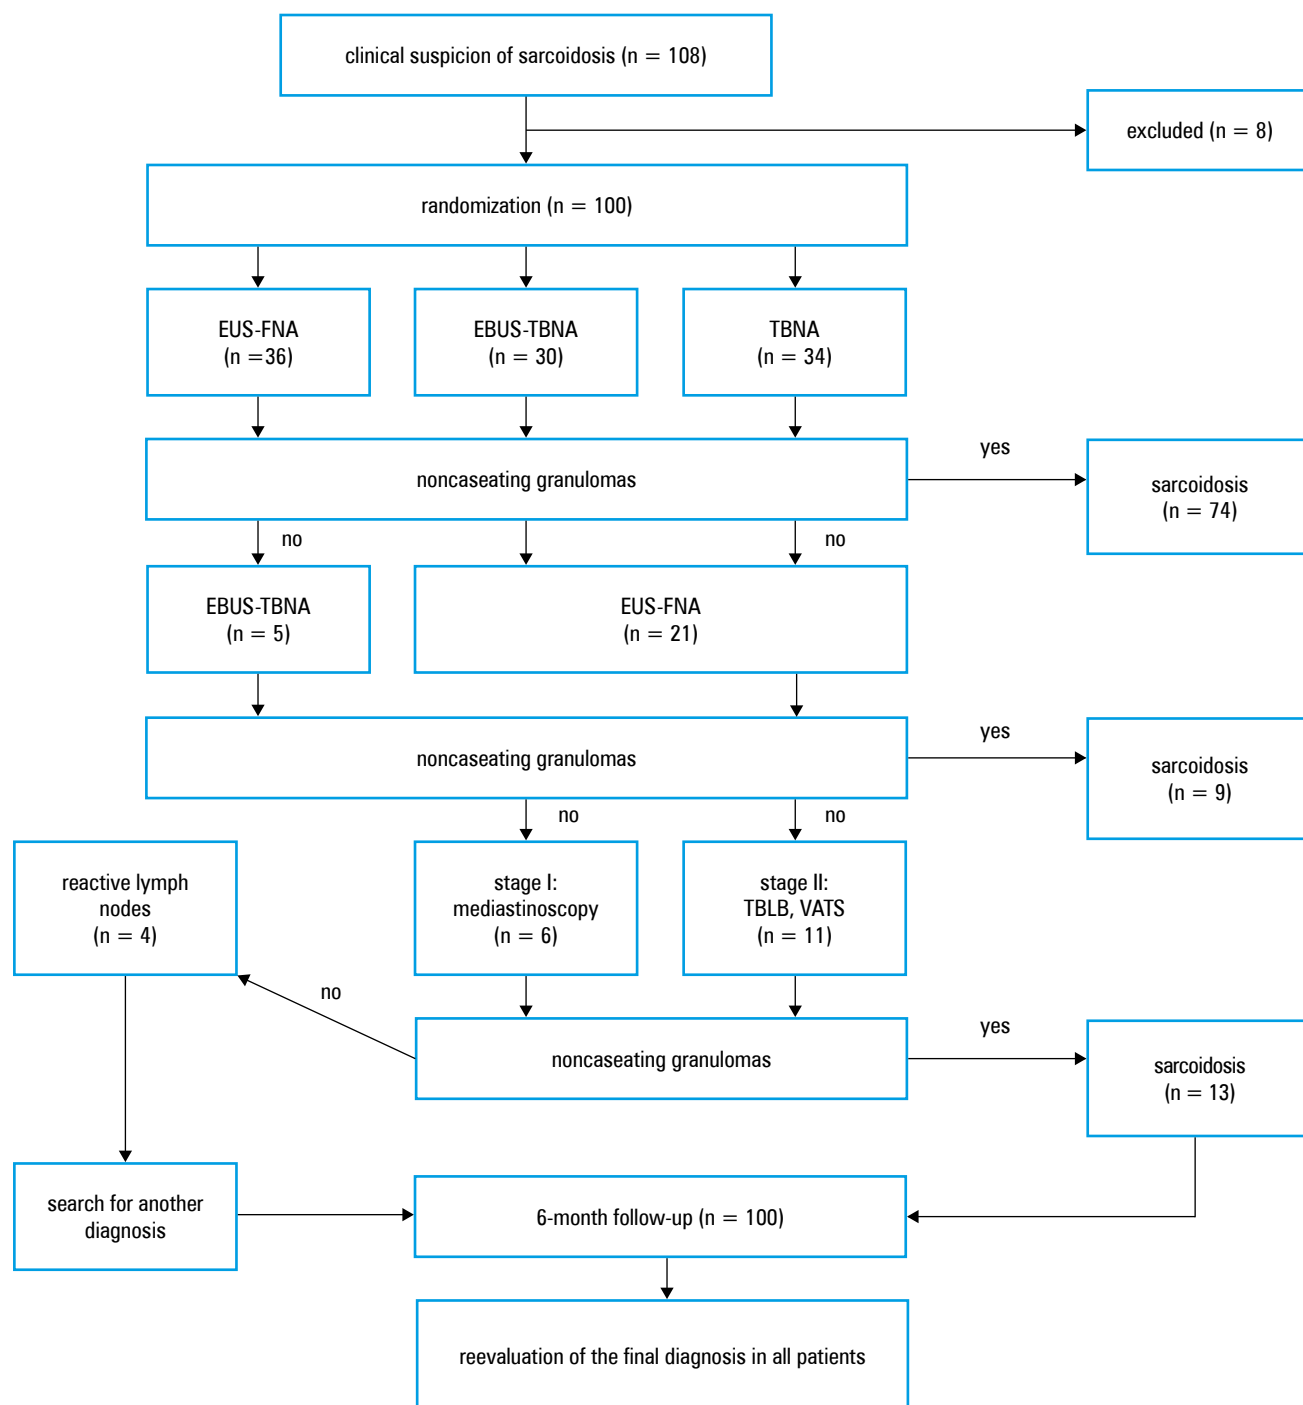 clinical suspicion of sarcoidosis (n = 108)
excluded (n = 8)
randomization (n = 100)
EUS-FNA
(n =36)
EBUS-TBNA
(n = 30)
TBNA
(n = 34)
noncaseating granulomas
yes
sarcoidosis
(n = 74)
no
no
EBUS-TBNA
(n = 5)
EUS-FNA
(n = 21)
noncaseating granulomas
yes
sarcoidosis
(n = 9)
no
no
reactive lymph
nodes
(n = 4)
stage I:
mediastinoscopy
(n = 6)
stage II:
TBLB, VATS
(n = 11)
no
noncaseating granulomas
yes
sarcoidosis
(n = 13)
search for another
diagnosis
6-month follow-up (n = 100)
reevaluation of the final diagnosis in all patients